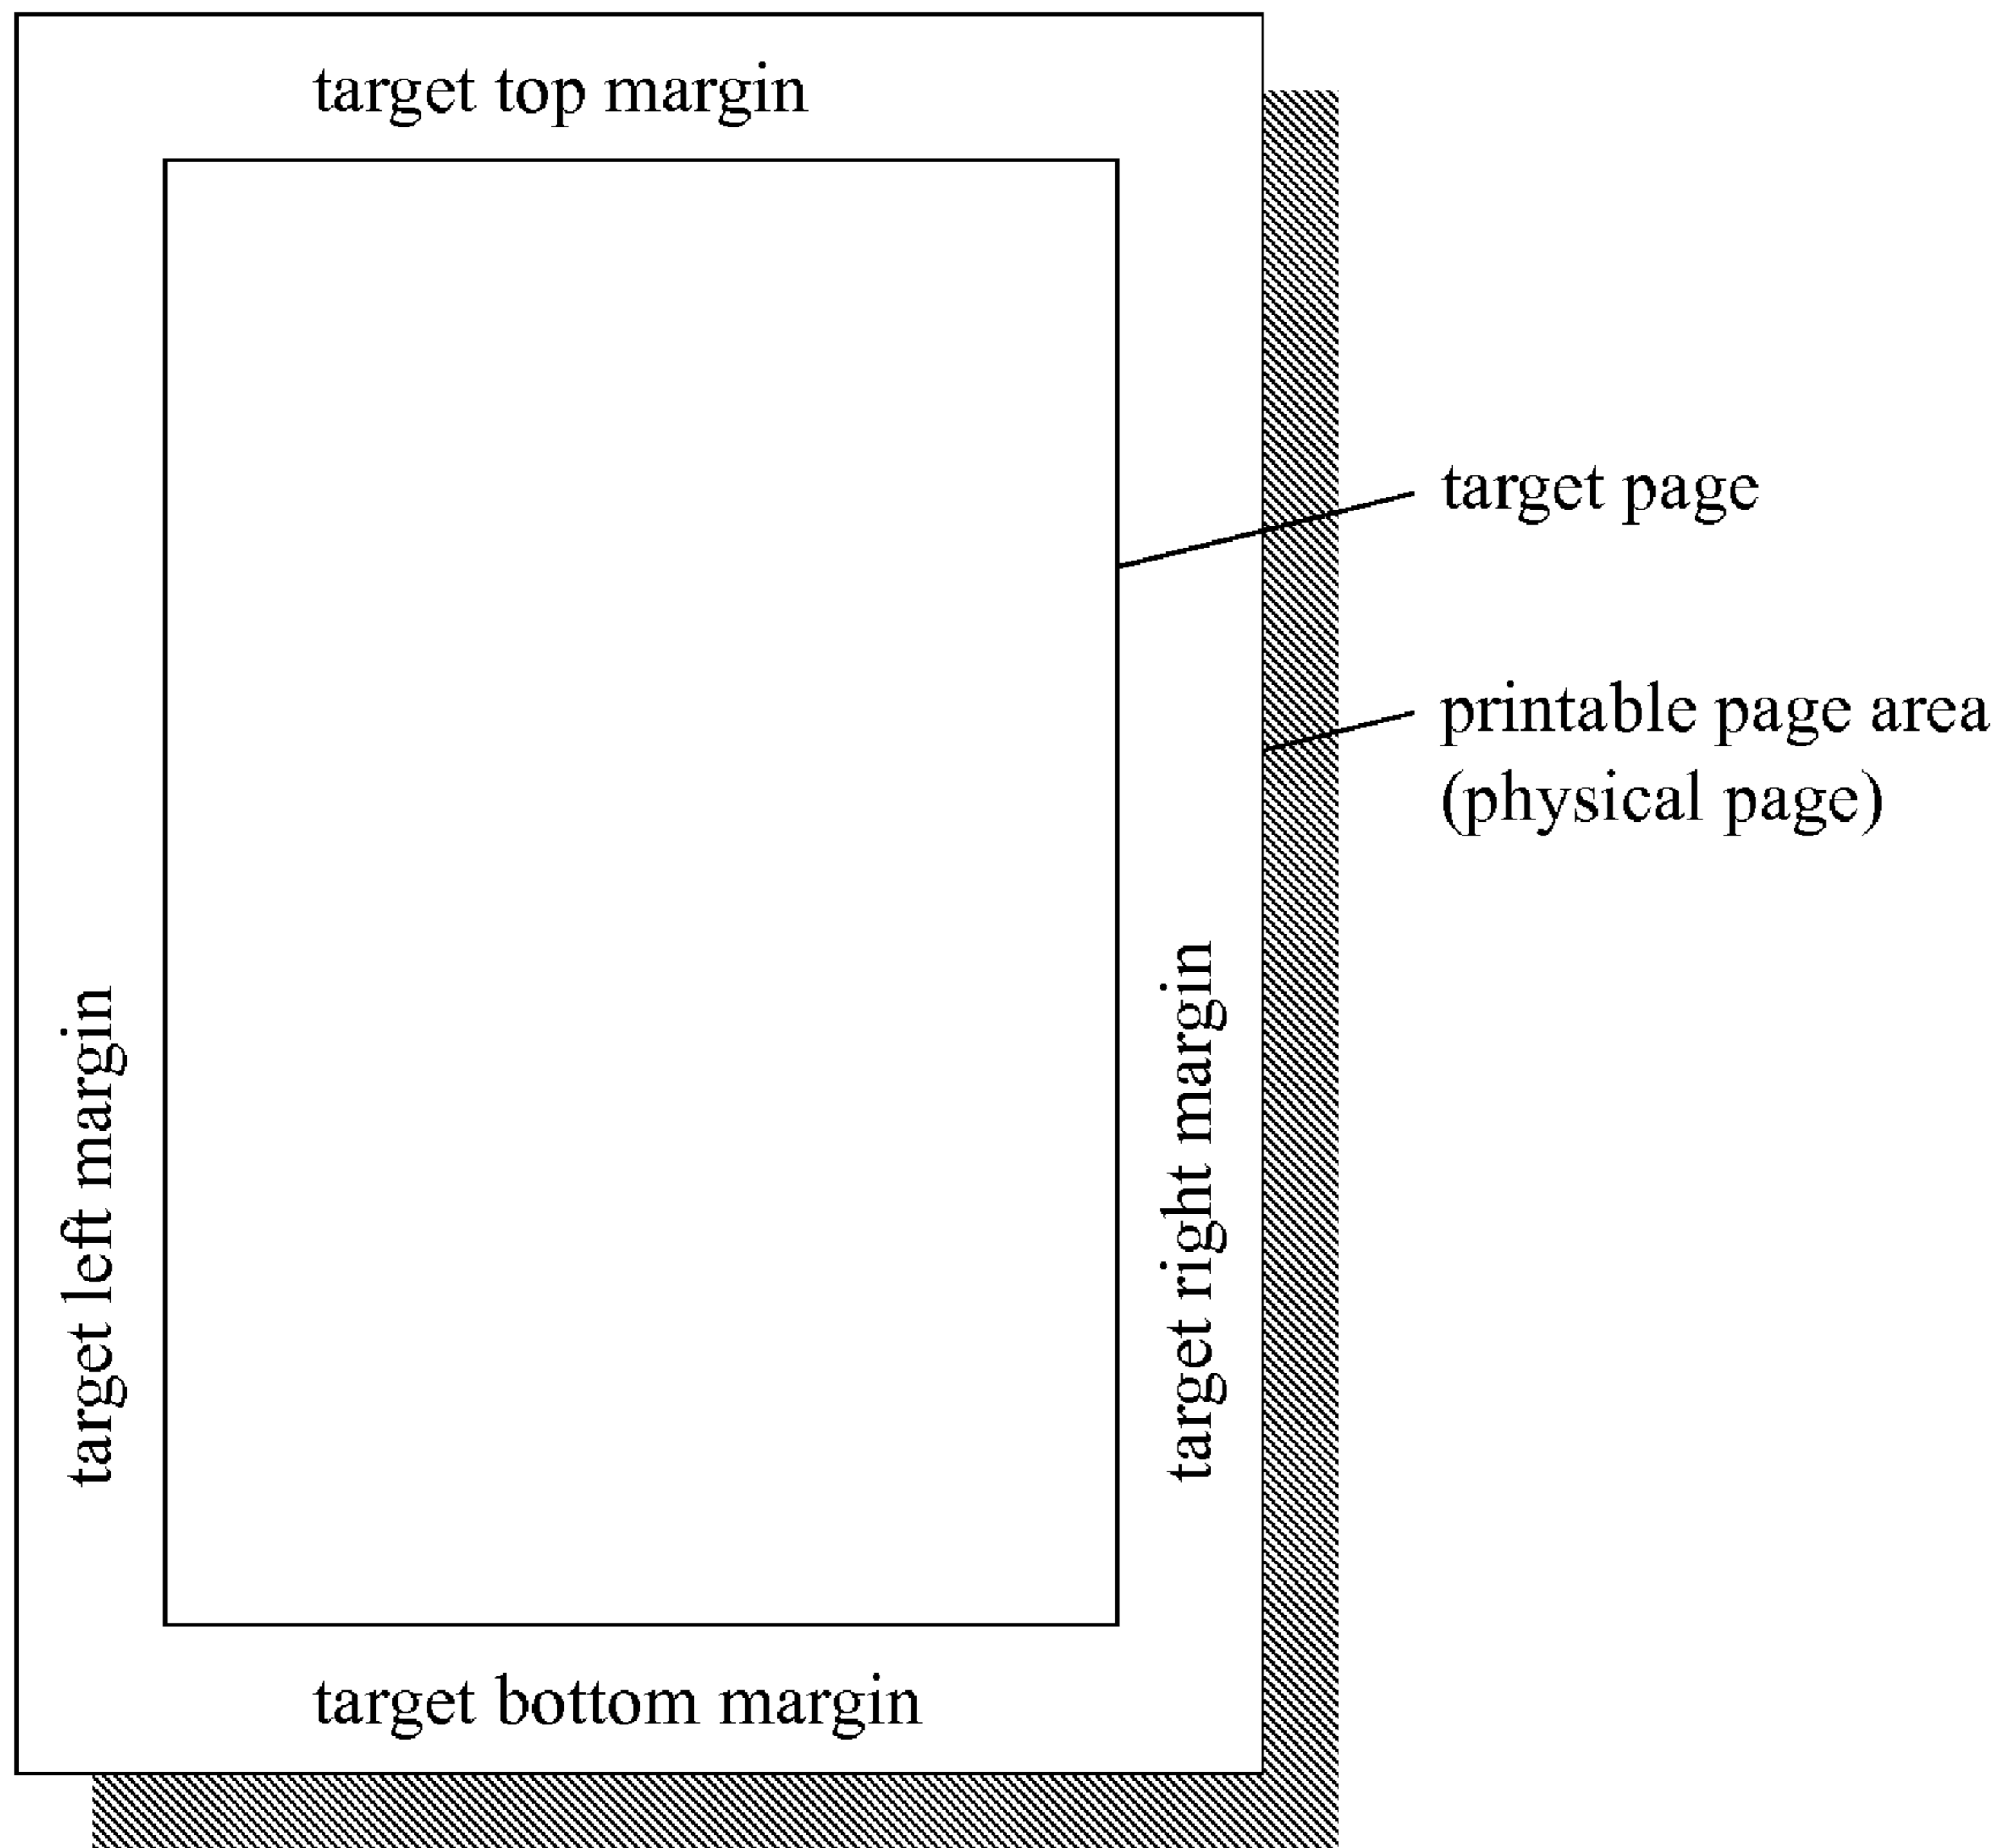 target top margin
target page
printable page area
(physical page)
target left margin
target right margin
target bottom margin